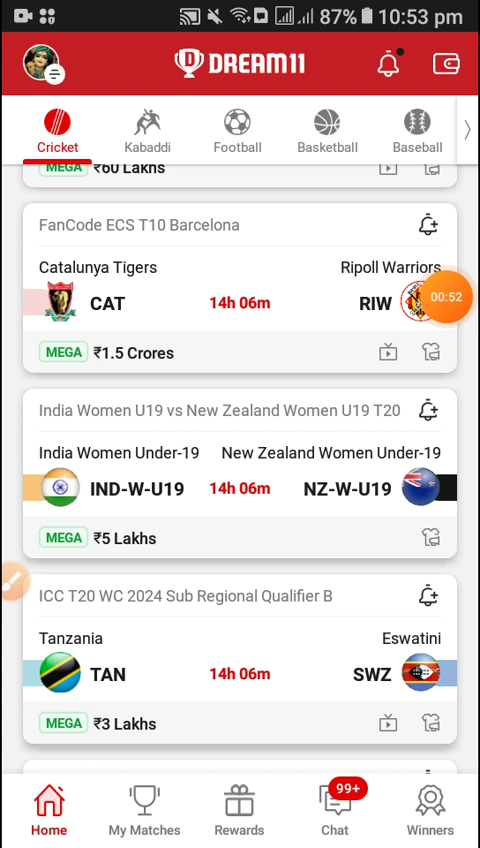 87% 10:53 pm
DREAM11
Cricket Kabaddi Football Basketball Baseball
MEGA ₹60 Lakhs
FanCode ECS T10 Barcelona
Catalunya Tigers Ripoll Warriors
CAT 14h 06m RIW
00:52
MEGA ₹1.5 Crores
India Women U19 vs New Zealand Women U19 T20
India Women Under-19 New Zealand Women Under-19
IND-W-U19 14h 06m NZ-W-U19
MEGA ₹5 Lakhs
ICC T20 WC 2024 Sub Regional Qualifier B
Tanzania Eswatini
TAN 14h 06m SWZ
MEGA ₹3 Lakhs
99+
Home My Matches Rewards Chat Winners